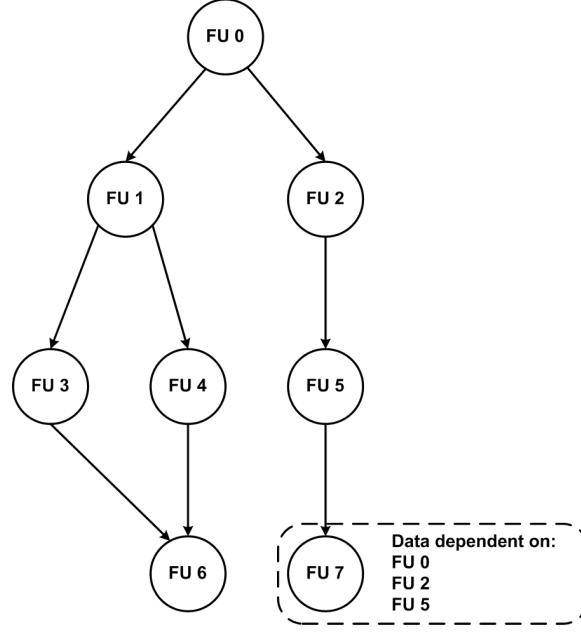 FU 0
FU 1
FU 2
FU 3
FU 4
FU 5
FU 6
FU 7
Data dependent on:
FU 0
FU 2
FU 5